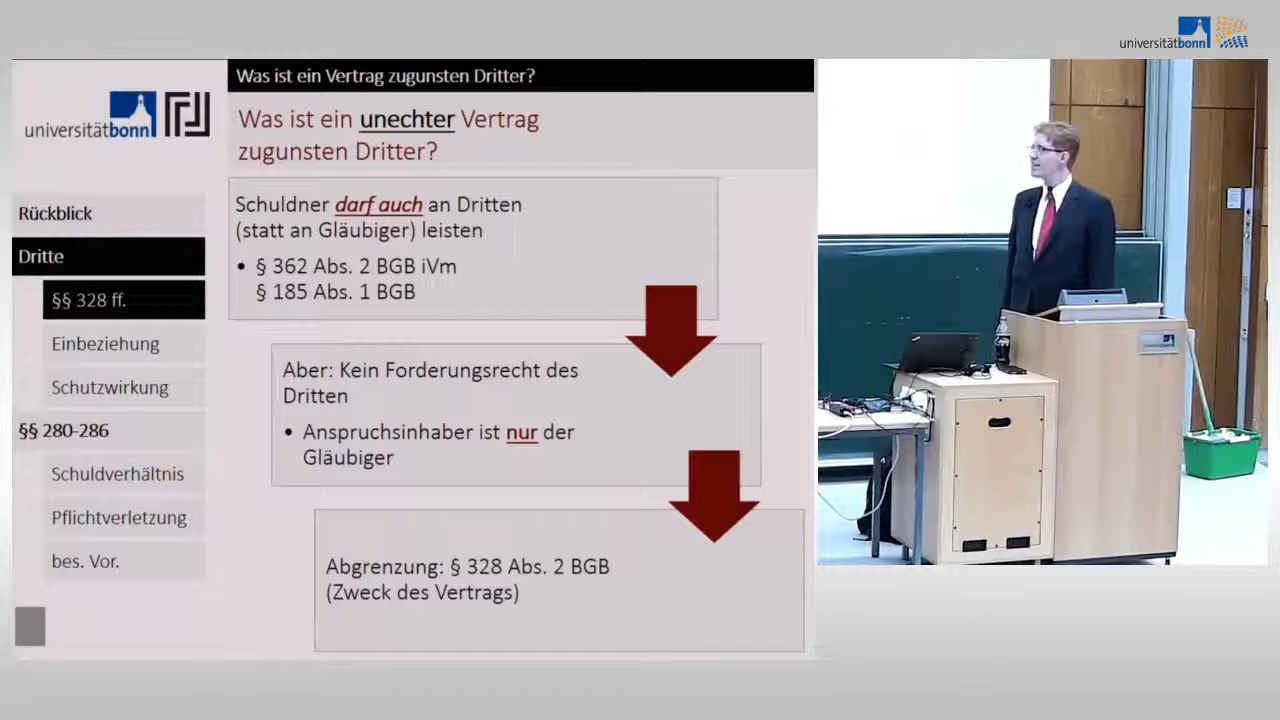 universitätbonn
Was ist ein Vertrag zugunsten Dritter?
universitätbonn
Was ist ein unechter Vertrag
zugunsten Dritter?
Rückblick
Dritte
§§ 328 ff.
Einbeziehung
Schutzwirkung
§§ 280-286
Schuldverhältnis
Pflichtverletzung
bes. Vor.
Schuldner darf auch an Dritten
(statt an Gläubiger) leisten
• § 362 Abs. 2 BGB iVm
§ 185 Abs. 1 BGB
Aber: Kein Forderungsrecht des
Dritten
• Anspruchsinhaber ist nur der
Gläubiger
Abgrenzung: § 328 Abs. 2 BGB
(Zweck des Vertrags)